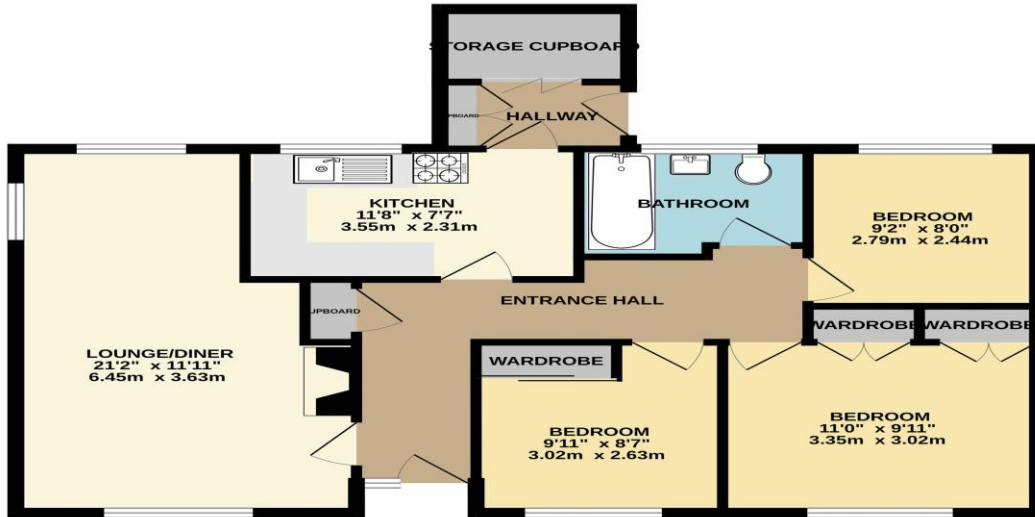 STORAGE CUPBOARD
HALLWAY
KITCHEN
11'8" x 7'7"
3.55m x 2.31m
BATHROOM
BEDROOM
9'2" x 8'0"
2.79m x 2.44m
ENTRANCE HALL
UPBOARD
LOUNGE/DINER
21'2" x 11'11"
6.45m x 3.63m
WARDROBE
WARDROBE
WARDROBE
BEDROOM
9'11" x 8'7"
3.02m x 2.63m
BEDROOM
11'0" x 9'11"
3.35m x 3.02m